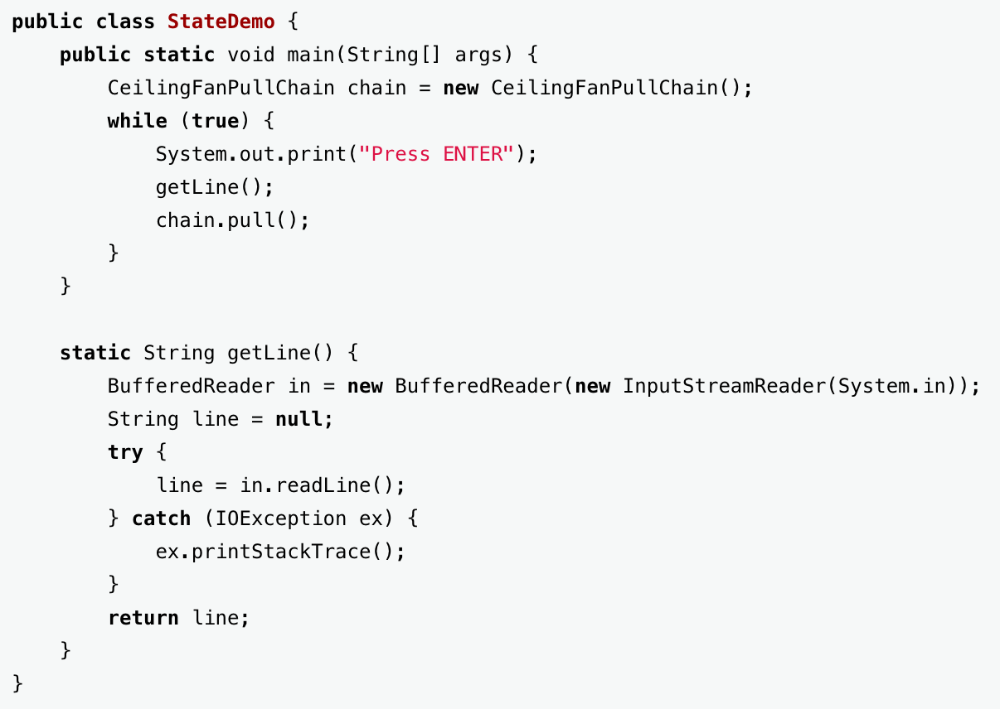 public class StateDemo {
    public static void main(String[] args) {
        CeilingFanPullChain chain = new CeilingFanPullChain();
        while (true) {
            System.out.print("Press ENTER");
            getLine();
            chain.pull();
        }
    }

    static String getLine() {
        BufferedReader in = new BufferedReader(new InputStreamReader(System.in));
        String line = null;
        try {
            line = in.readLine();
        } catch (IOException ex) {
            ex.printStackTrace();
        }
        return line;
    }
}